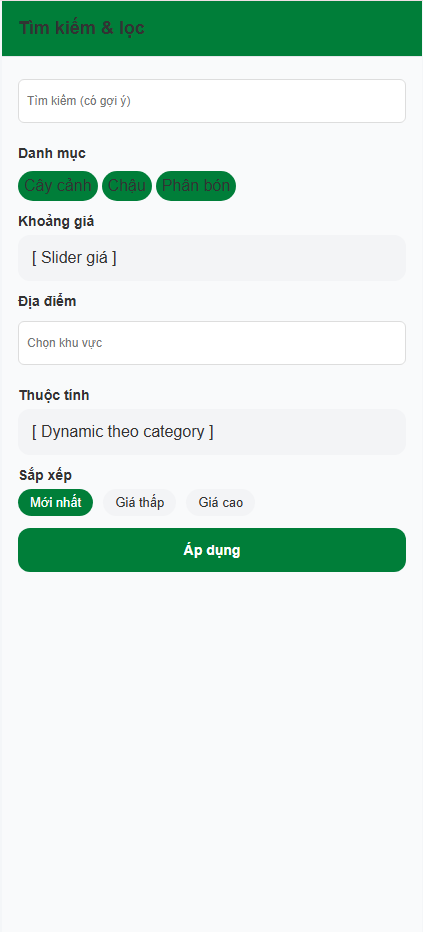 Tìm kiếm & lọc
Tìm kiếm (có gợi ý)
Danh mục
Cây cảnh Chậu Phân bón
Khoảng giá
[ Slider giá ]
Địa điểm
Chọn khu vực
Thuộc tính
[ Dynamic theo category ]
Sắp xếp
Mới nhất Giá thấp Giá cao
Áp dụng